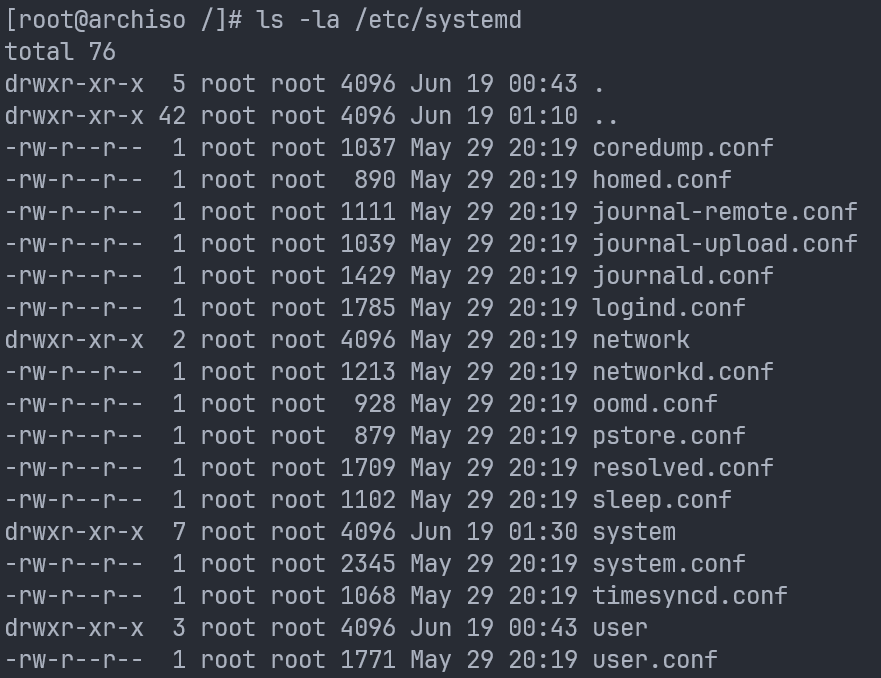 [root@archiso /]# ls -la /etc/systemd
total 76
drwxr-xr-x  5 root root 4096 Jun 19 00:43 .
drwxr-xr-x 42 root root 4096 Jun 19 01:10 ..
-rw-r--r--  1 root root 1037 May 29 20:19 coredump.conf
-rw-r--r--  1 root root  890 May 29 20:19 homed.conf
-rw-r--r--  1 root root 1111 May 29 20:19 journal-remote.conf
-rw-r--r--  1 root root 1039 May 29 20:19 journal-upload.conf
-rw-r--r--  1 root root 1429 May 29 20:19 journald.conf
-rw-r--r--  1 root root 1785 May 29 20:19 logind.conf
drwxr-xr-x  2 root root 4096 May 29 20:19 network
-rw-r--r--  1 root root 1213 May 29 20:19 networkd.conf
-rw-r--r--  1 root root  928 May 29 20:19 oomd.conf
-rw-r--r--  1 root root  879 May 29 20:19 pstore.conf
-rw-r--r--  1 root root 1709 May 29 20:19 resolved.conf
-rw-r--r--  1 root root 1102 May 29 20:19 sleep.conf
drwxr-xr-x  7 root root 4096 Jun 19 01:30 system
-rw-r--r--  1 root root 2345 May 29 20:19 system.conf
-rw-r--r--  1 root root 1068 May 29 20:19 timesyncd.conf
drwxr-xr-x  3 root root 4096 Jun 19 00:43 user
-rw-r--r--  1 root root 1771 May 29 20:19 user.conf